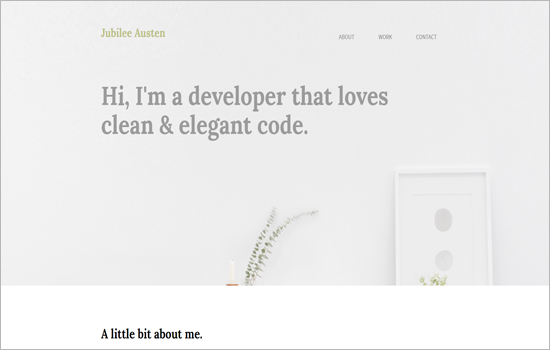 Jubilee Austen
ABOUT WORK CONTACT
Hi, I'm a developer that loves
clean & elegant code.
A little bit about me.